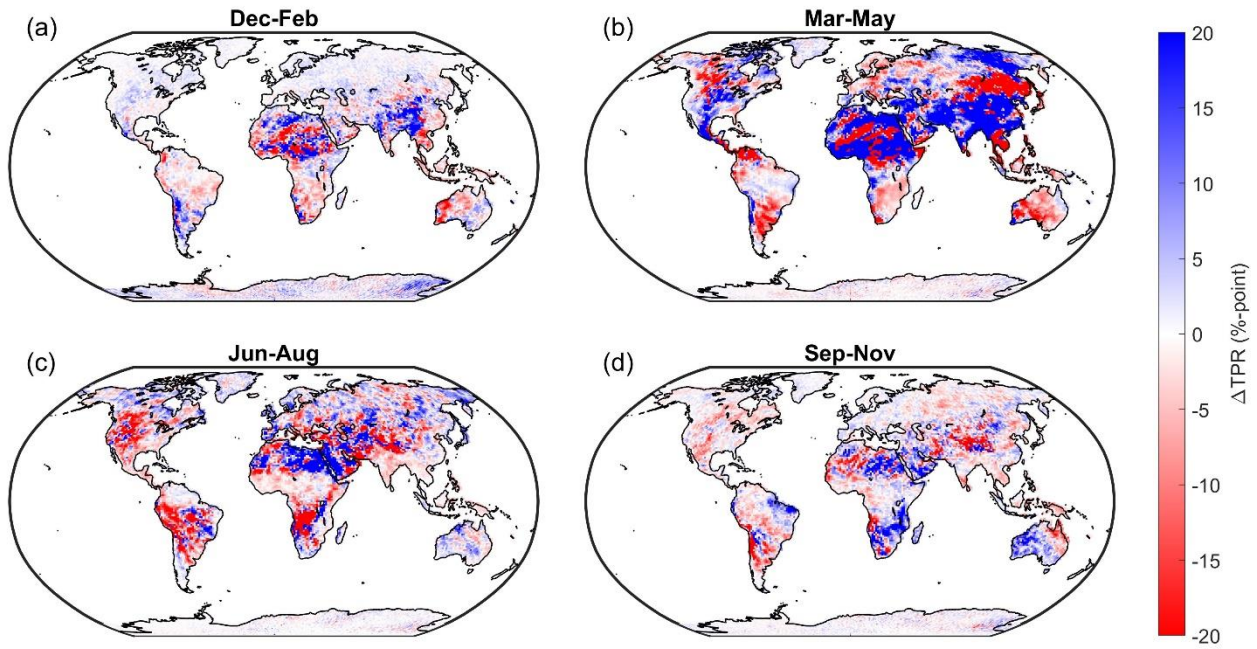 (a) Dec-Feb
(b) Mar-May
(c) Jun-Aug
(d) Sep-Nov
20
15
10
5
0
-5
-10
-15
-20
ΔTPR (%-point)